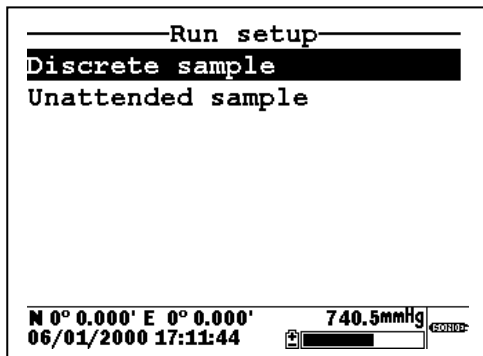 Run setup
Discrete sample
Unattended sample
N 0° 0.000' E 0° 0.000' 740.5mmHg
06/01/2000 17:11:44
SONDE